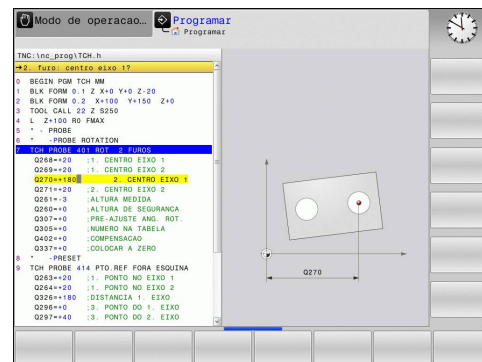 Modo de operacao...
Programar
Programar
TNC:\nc_prog\TCH.h
→2. furo: centro eixo 1?
0 BEGIN PGM TCH MM
1 BLK FORM 0.1 Z X+0 Y+0 Z-20
2 BLK FORM 0.2 X+100 Y+150 Z+0
3 TOOL CALL 22 Z S250
4 L Z+100 R0 FMAX
5 * - PROBE
6 * -PROBE ROTATION
7 TCH PROBE 401 ROT 2 FUROS
Q268=+20 ;1. CENTRO EIXO 1
Q269=+20 ;1. CENTRO EIXO 2
Q270=+180 2. CENTRO EIXO 1
Q271=+20 ;2. CENTRO EIXO 2
Q261=-3 ;ALTURA MEDIDA
Q260=+0 ;ALTURA DE SEGURANCA
Q307=+0 ;PRE-AJUSTE ANG. ROT.
Q305=+0 ;NUMERO NA TABELA
Q402=+0 ;COMPENSACAO
Q337=+0 ;COLOCAR A ZERO
8 * -PRESET
9 TCH PROBE 414 PTO.REF FORA ESQUINA
Q263=+20 ;1. PONTO NO EIXO 1
Q264=+20 ;1. PONTO NO EIXO 2
Q326=+180 ;DISTANCIA 1. EIXO
Q296=+0 ;3. PONTO DO 1. EIXO
Q297=+40 ;3. PONTO DO 2. EIXO
Q270